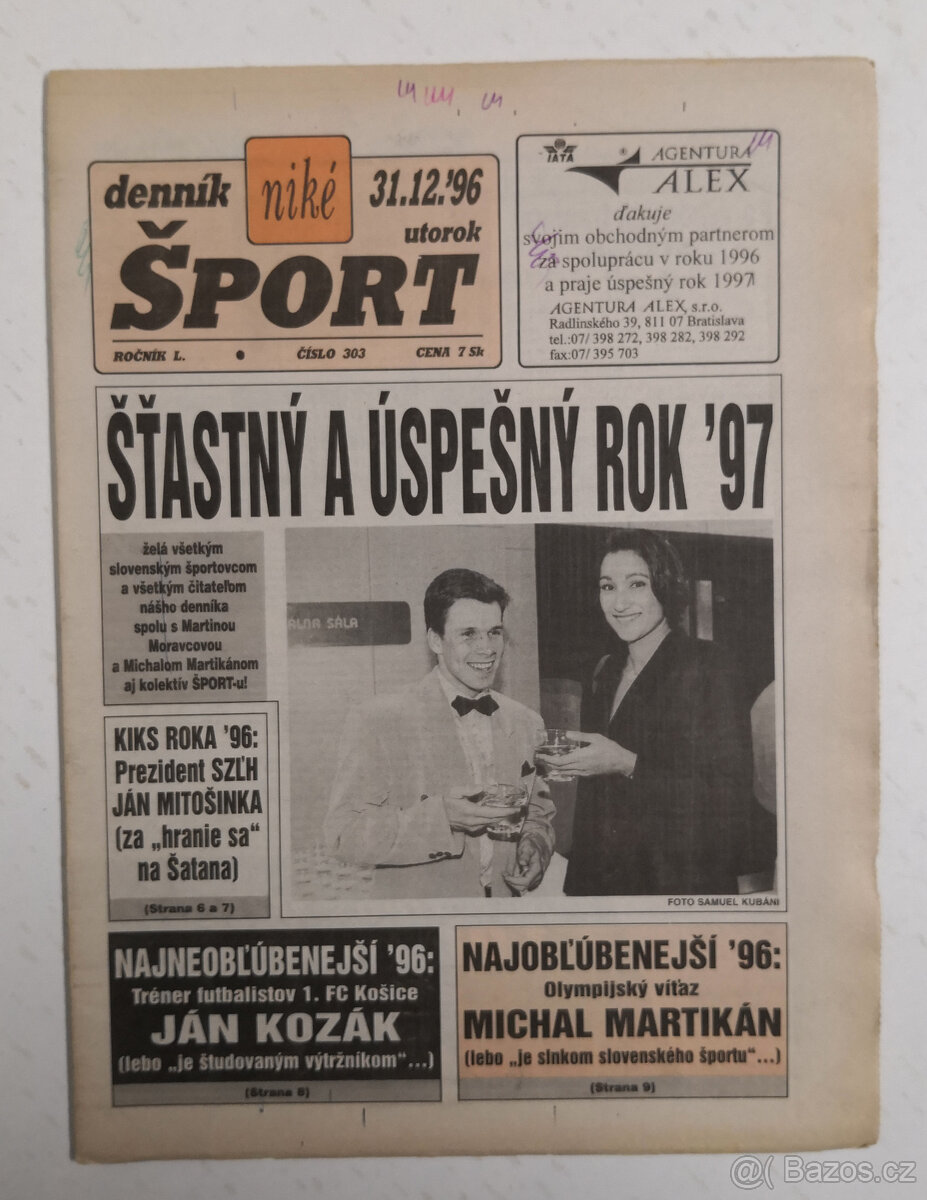 denník niké 31.12.'96
utorok
ŠPORT
ROČNÍK L. • ČÍSLO 303 CENA 7 Sk
IATA
® AGENTURA
ALEX
ďakuje
svojim obchodným partnerom
za spoluprácu v roku 1996
a praje úspešný rok 1997
AGENTURA ALEX, s.r.o.
Radlinského 39, 811 07 Bratislava
tel.:07/ 398 272, 398 282, 398 292
fax:07/ 395 703
ŠŤASTNÝ A ÚSPEŠNÝ ROK '97
želá všetkým
slovenským športovcom
a všetkým čitateľom
nášho denníka
spolu s Martinou
Moravcovou
a Michalom Martikánom
aj kolektív ŠPORT-u!
ÁLNA SÁLA
FOTO SAMUEL KUBÁNI
KIKS ROKA '96:
Prezident SZĽH
JÁN MITOŠINKA
(za „hranie sa“
na Šatana)
(Strana 6 a 7)
NAJNEOBĽÚBENEJŠÍ '96:
Tréner futbalistov 1. FC Košice
JÁN KOZÁK
(lebo „je študovaným výtržníkom“...)
(Strana 8)
NAJOBĽÚBENEJŠÍ '96:
Olympijský víťaz
MICHAL MARTIKÁN
(lebo „je slnkom slovenského športu“...)
(Strana 9)
@( Bazos.cz